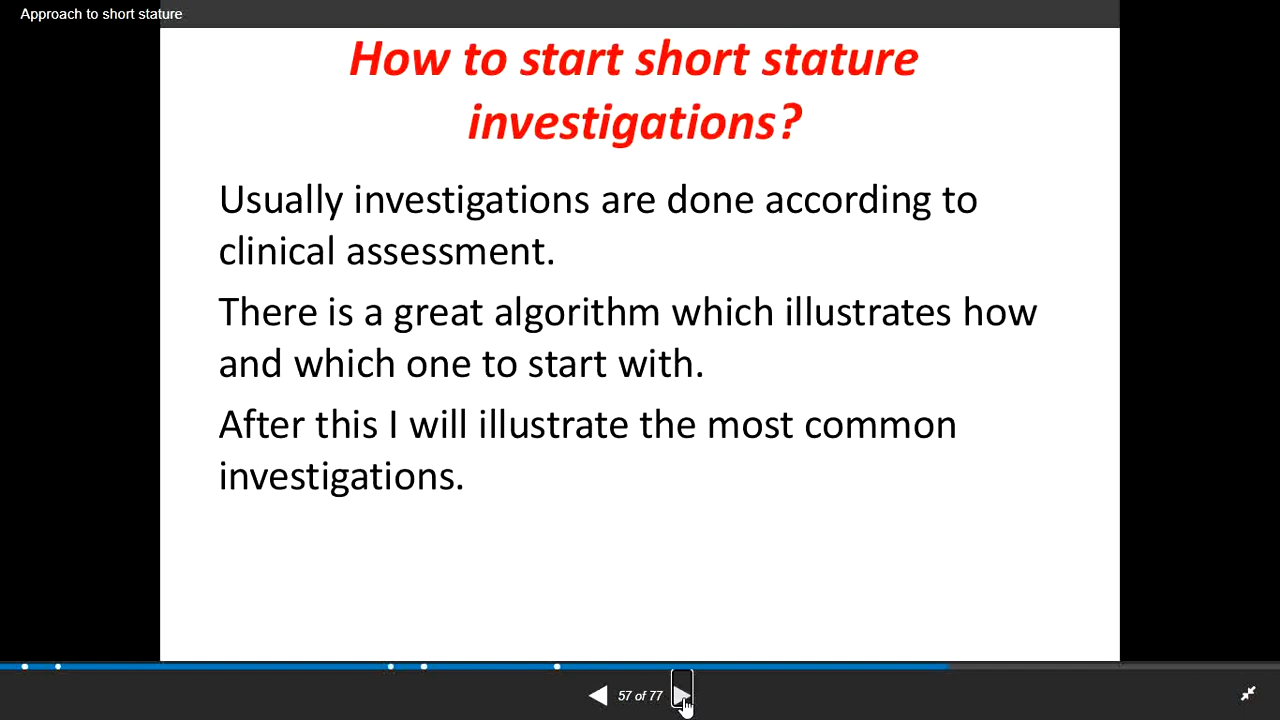 Approach to short stature
How to start short stature
investigations?
Usually investigations are done according to
clinical assessment.
There is a great algorithm which illustrates how
and which one to start with.
After this I will illustrate the most common
investigations.
57 of 77